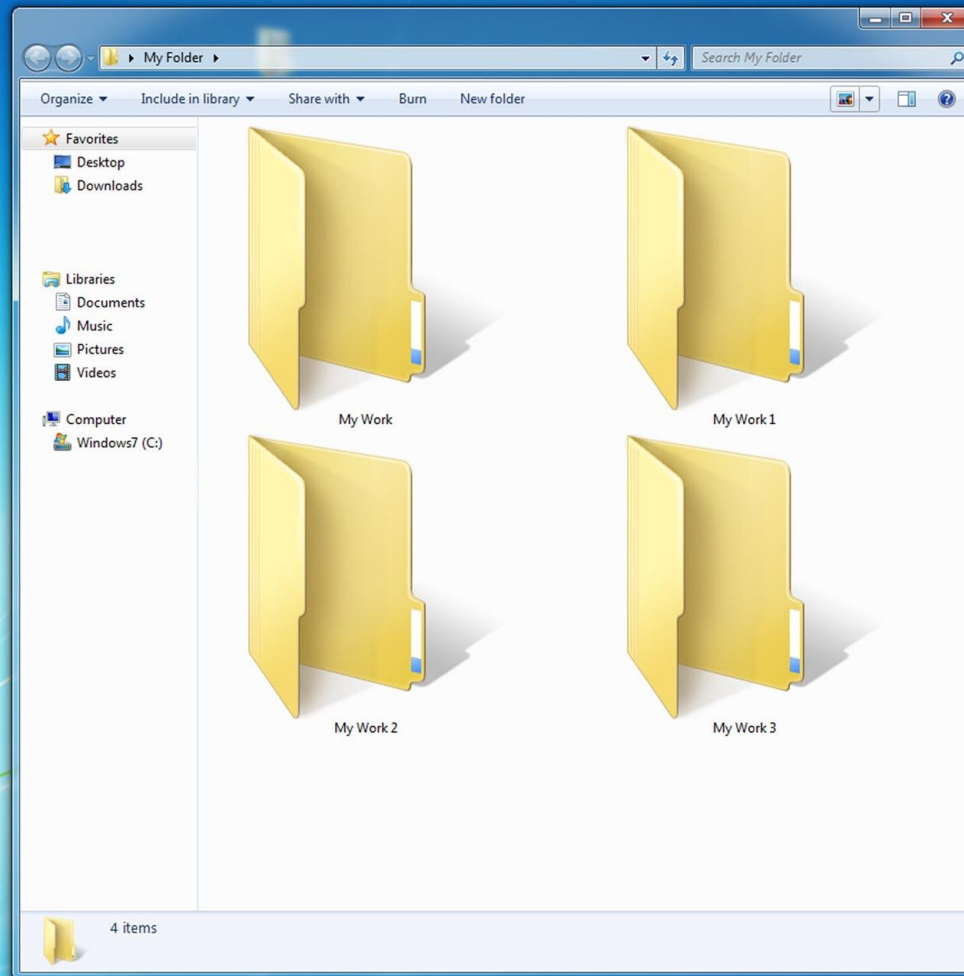 My Folder
Search My Folder
Organize Include in library Share with Burn New folder
Favorites
Desktop
Downloads
Libraries
Documents
Music
Pictures
Videos
Computer
Windows7 (C:)
My Work My Work 1
My Work 2 My Work 3
4 items